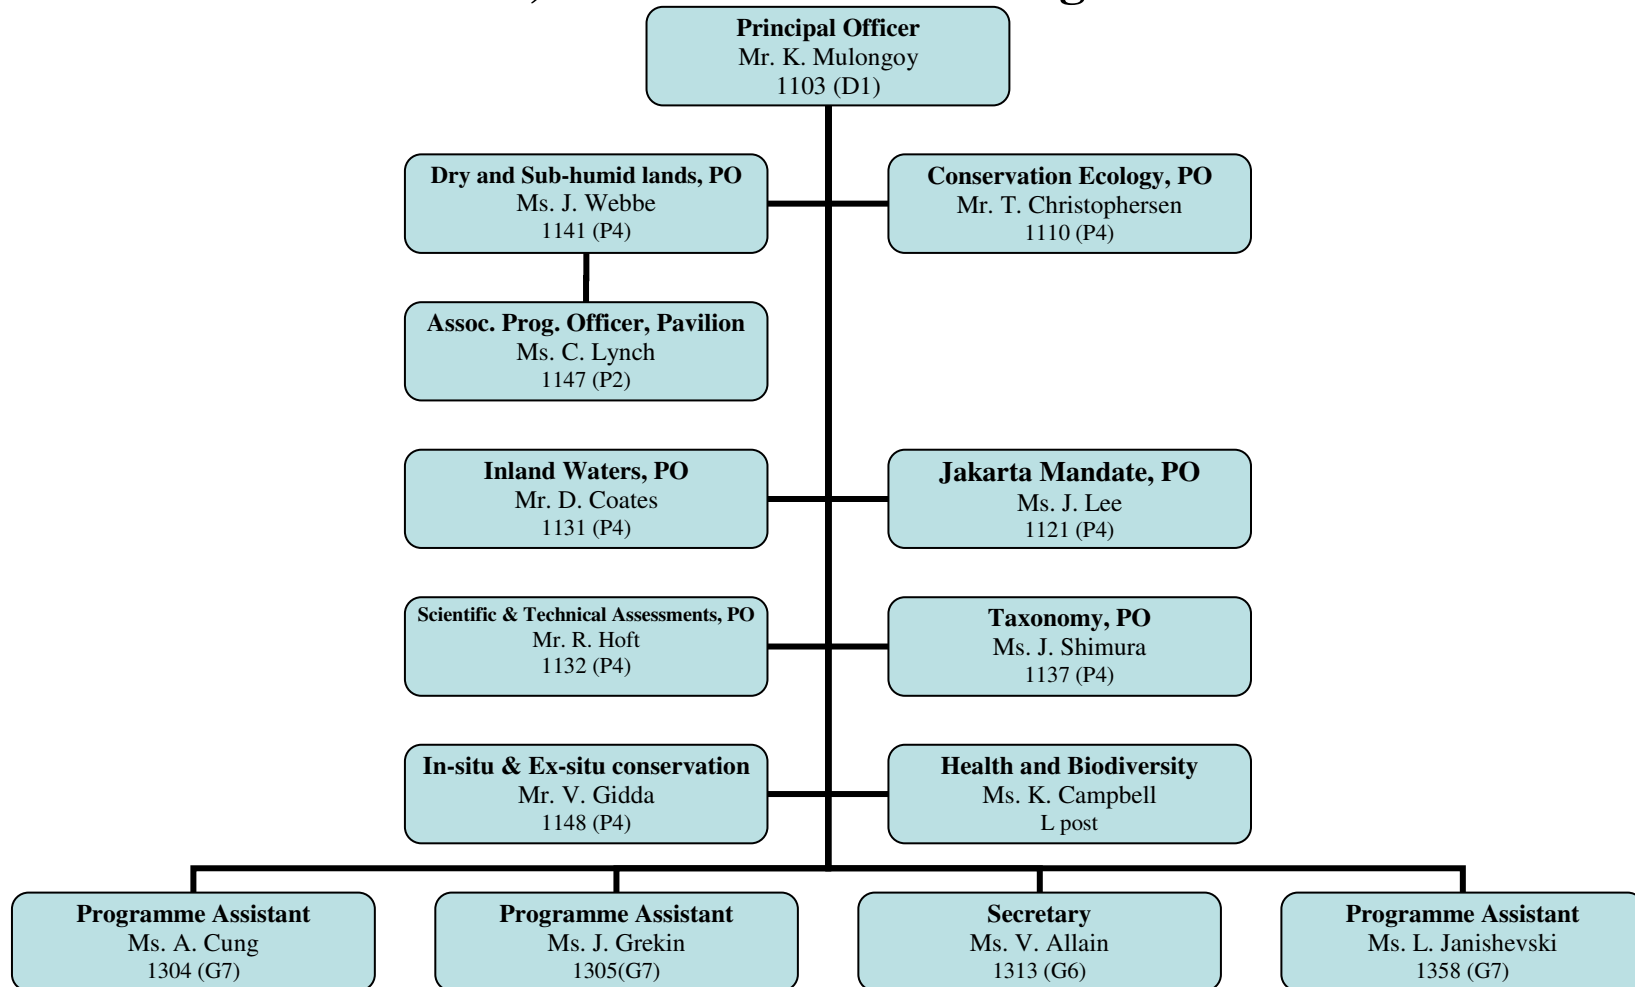 Principal Officer
Mr. K. Mulongoy
1103 (D1)
Dry and Sub-humid lands, PO
Ms. J. Webbe
1141 (P4)
Conservation Ecology, PO
Mr. T. Christophersen
1110 (P4)
Assoc. Prog. Officer, Pavilion
Ms. C. Lynch
1147 (P2)
Inland Waters, PO
Mr. D. Coates
1131 (P4)
Jakarta Mandate, PO
Ms. J. Lee
1121 (P4)
Scientific & Technical Assessments, PO
Mr. R. Hoft
1132 (P4)
Taxonomy, PO
Ms. J. Shimura
1137 (P4)
In-situ & Ex-situ conservation
Mr. V. Gidda
1148 (P4)
Health and Biodiversity
Ms. K. Campbell
L post
Programme Assistant
Ms. A. Cung
1304 (G7)
Programme Assistant
Ms. J. Grekin
1305(G7)
Secretary
Ms. V. Allain
1313 (G6)
Programme Assistant
Ms. L. Janishevski
1358 (G7)